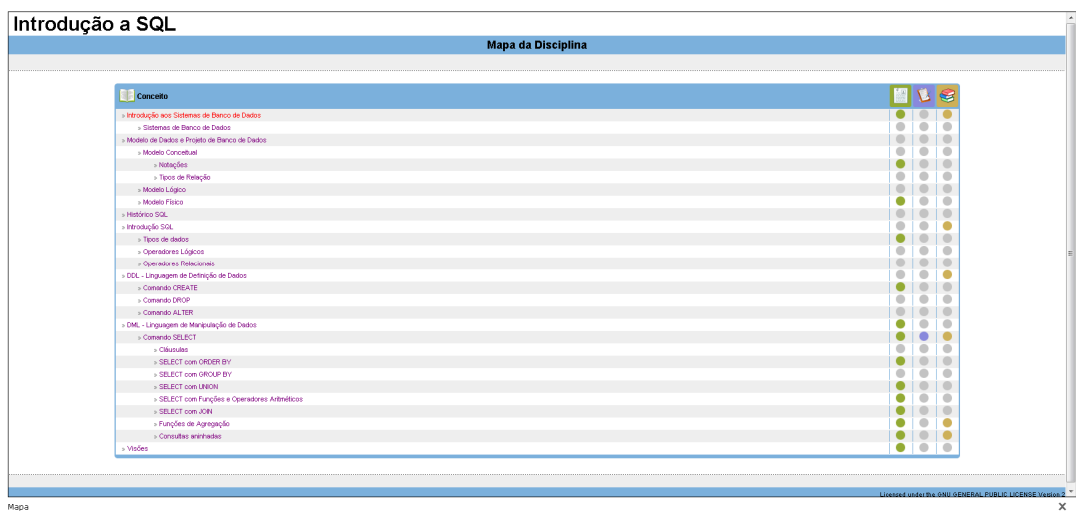 Introdução a SQL
Mapa da Disciplina
Conceito
» Introdução aos Sistemas de Banco de Dados
» Sistemas de Banco de Dados
» Modelo de Dados e Projeto de Banco de Dados
» Modelo Conceitual
» Notações
» Tipos de Relação
» Modelo Lógico
» Modelo Físico
» Histórico SQL
» Introdução SQL
» Tipos de dados
» Operadores Lógicos
» Operadores Relacionais
» DDL - Linguagem de Definição de Dados
» Comando CREATE
» Comando DROP
» Comando ALTER
» DML - Linguagem de Manipulação de Dados
» Comando SELECT
» Cláusulas
» SELECT com ORDER BY
» SELECT com GROUP BY
» SELECT com UNION
» SELECT com Funções e Operadores Aritméticos
» SELECT com JOIN
» Funções de Agregação
» Consultas aninhadas
» Visões
Licensed under the GNU GENERAL PUBLIC LICENSE Version 2
Mapa X